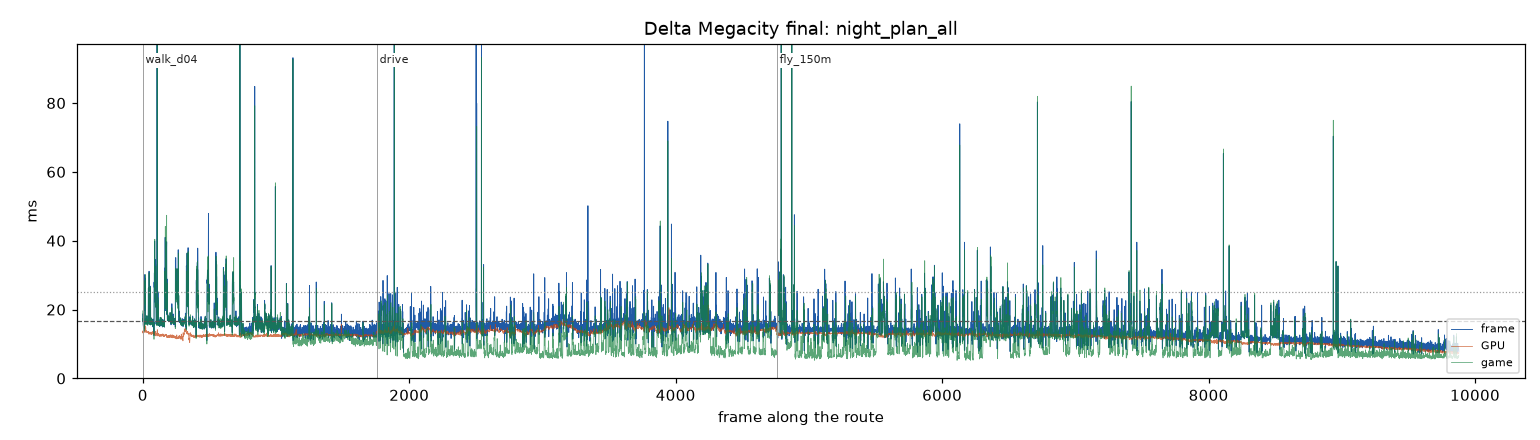 Delta Megacity final: night_plan_all
walk_d04
drive
fly_150m
80
60
40
20
0
ms
frame
GPU
game
0
2000
4000
6000
8000
10000
frame along the route